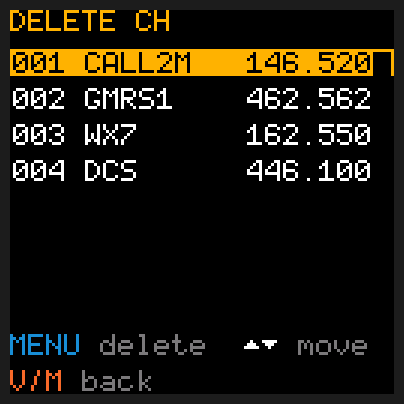 DELETE CH
001 CALL2M 146.520
002 GMRS1 462.562
003 WX7 162.550
004 DCS 446.100
MENU delete ▲▼ move
V/M back